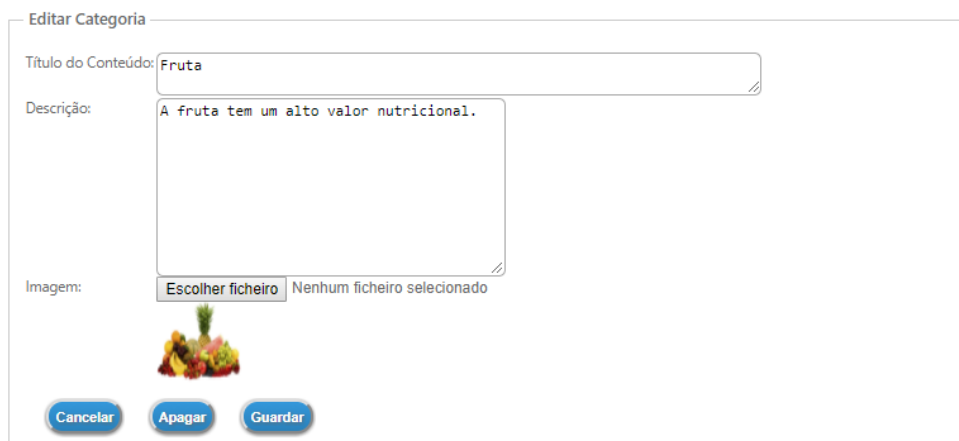 Editar Categoria
Título do Conteúdo: Fruta
Descrição: A fruta tem um alto valor nutricional.
Imagem: Escolher ficheiro Nenhum ficheiro selecionado
Cancelar Apagar Guardar